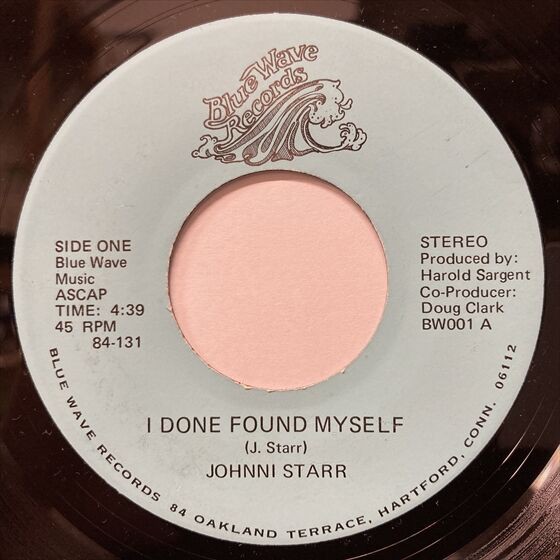 Blue Wave
Records
SIDE ONE
Blue Wave
Music
ASCAP
TIME: 4:39
45 RPM
84-131
STEREO
Produced by:
Harold Sargent
Co-Producer:
Doug Clark
BW001 A
I DONE FOUND MYSELF
(J. Starr)
JOHNNI STARR
BLUE WAVE RECORDS 84 OAKLAND TERRACE, HARTFORD, CONN. 06112